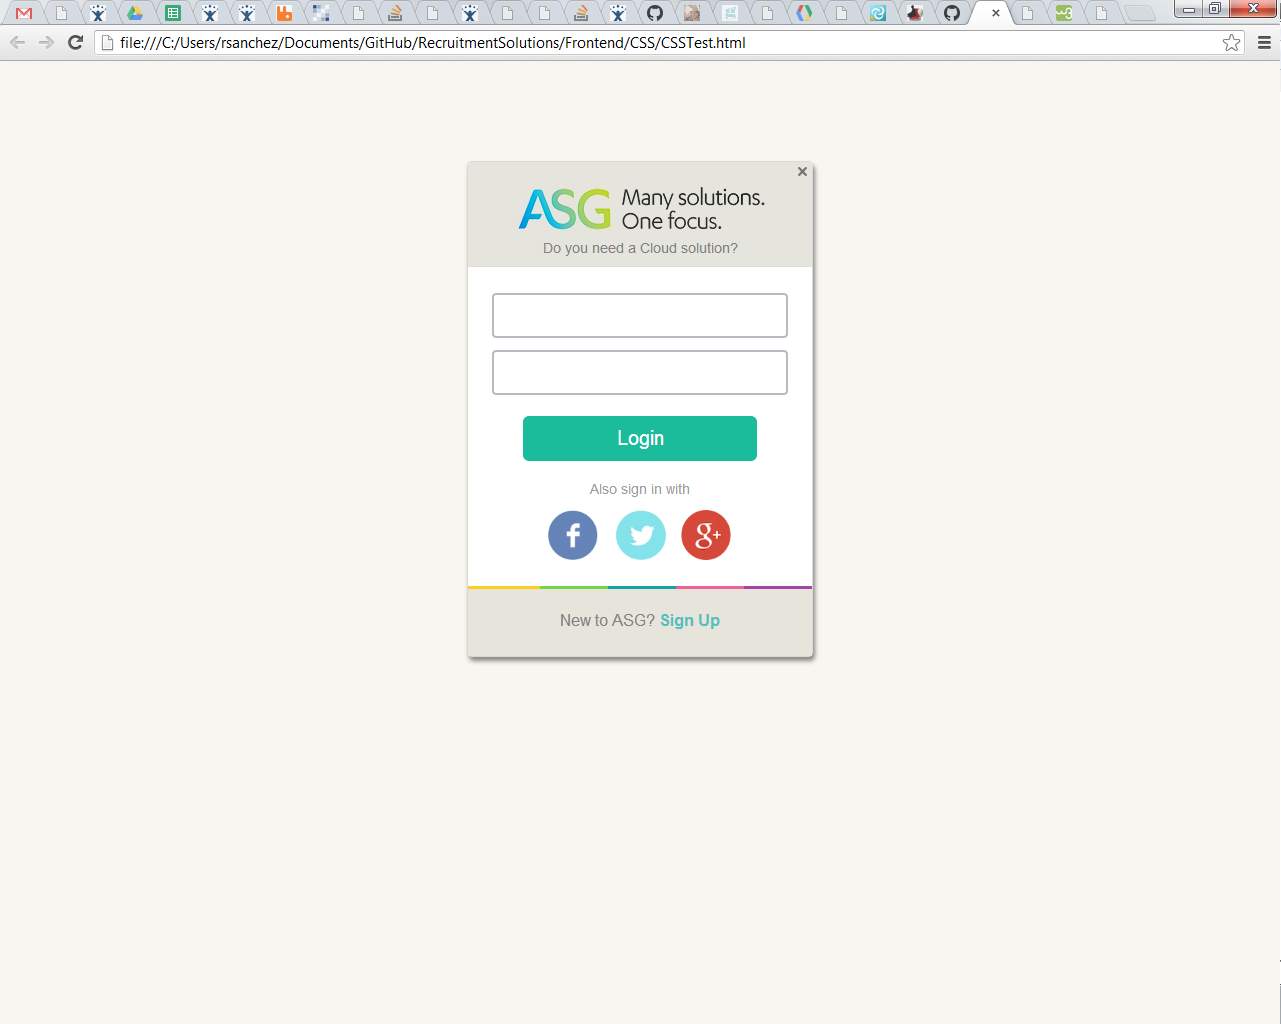 file:///C:/Users/rsanchez/Documents/GitHub/RecruitmentSolutions/Frontend/CSS/CSSTest.html
ASG Many solutions.
One focus.
Do you need a Cloud solution?
Login
Also sign in with
f
g+
New to ASG? Sign Up